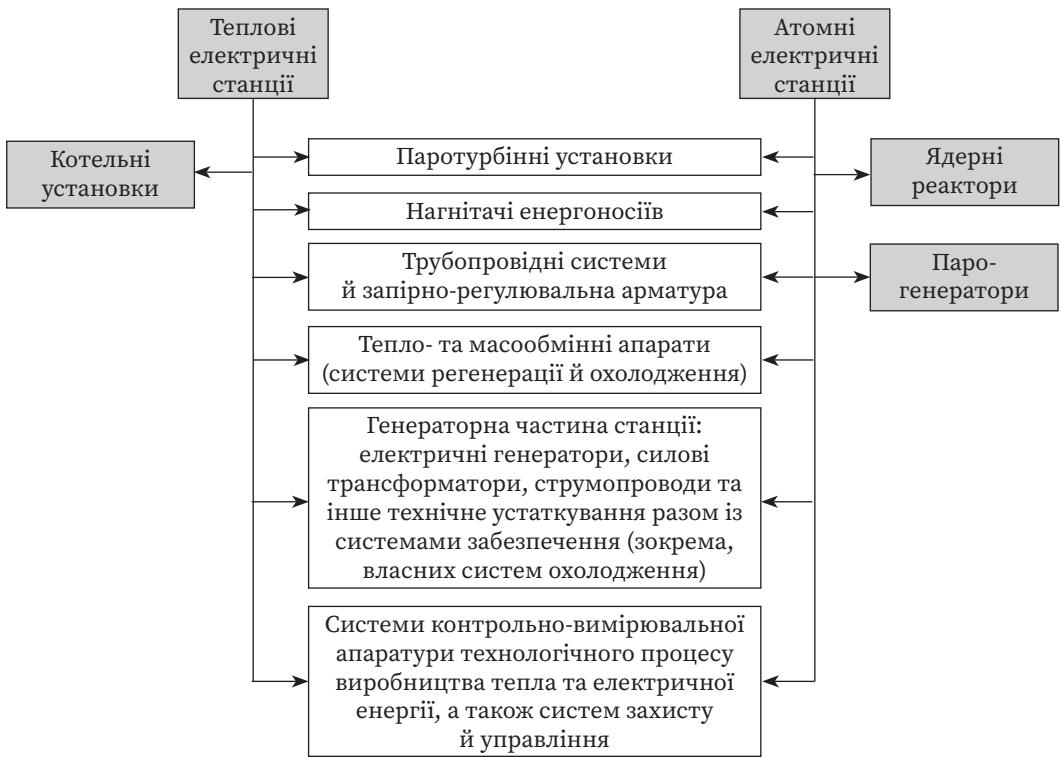 Теплові
електричні
станції
Атомні
електричні
станції
Котельні
установки
Паротурбінні установки
Ядерні
реактори
Нагнітачі енергоносіїв
Трубопровідні системи
й запірно-регулювальна арматура
Паро-
генератори
Тепло- та масообмінні апарати
(системи регенерації й охолодження)
Генераторна частина станції:
електричні генератори, силові
трансформатори, струмопроводи та
інше технічне устаткування разом із
системами забезпечення (зокрема,
власних систем охолодження)
Системи контрольно-вимірювальної
апаратури технологічного процесу
виробництва тепла та електричної
енергії, а також систем захисту
й управління